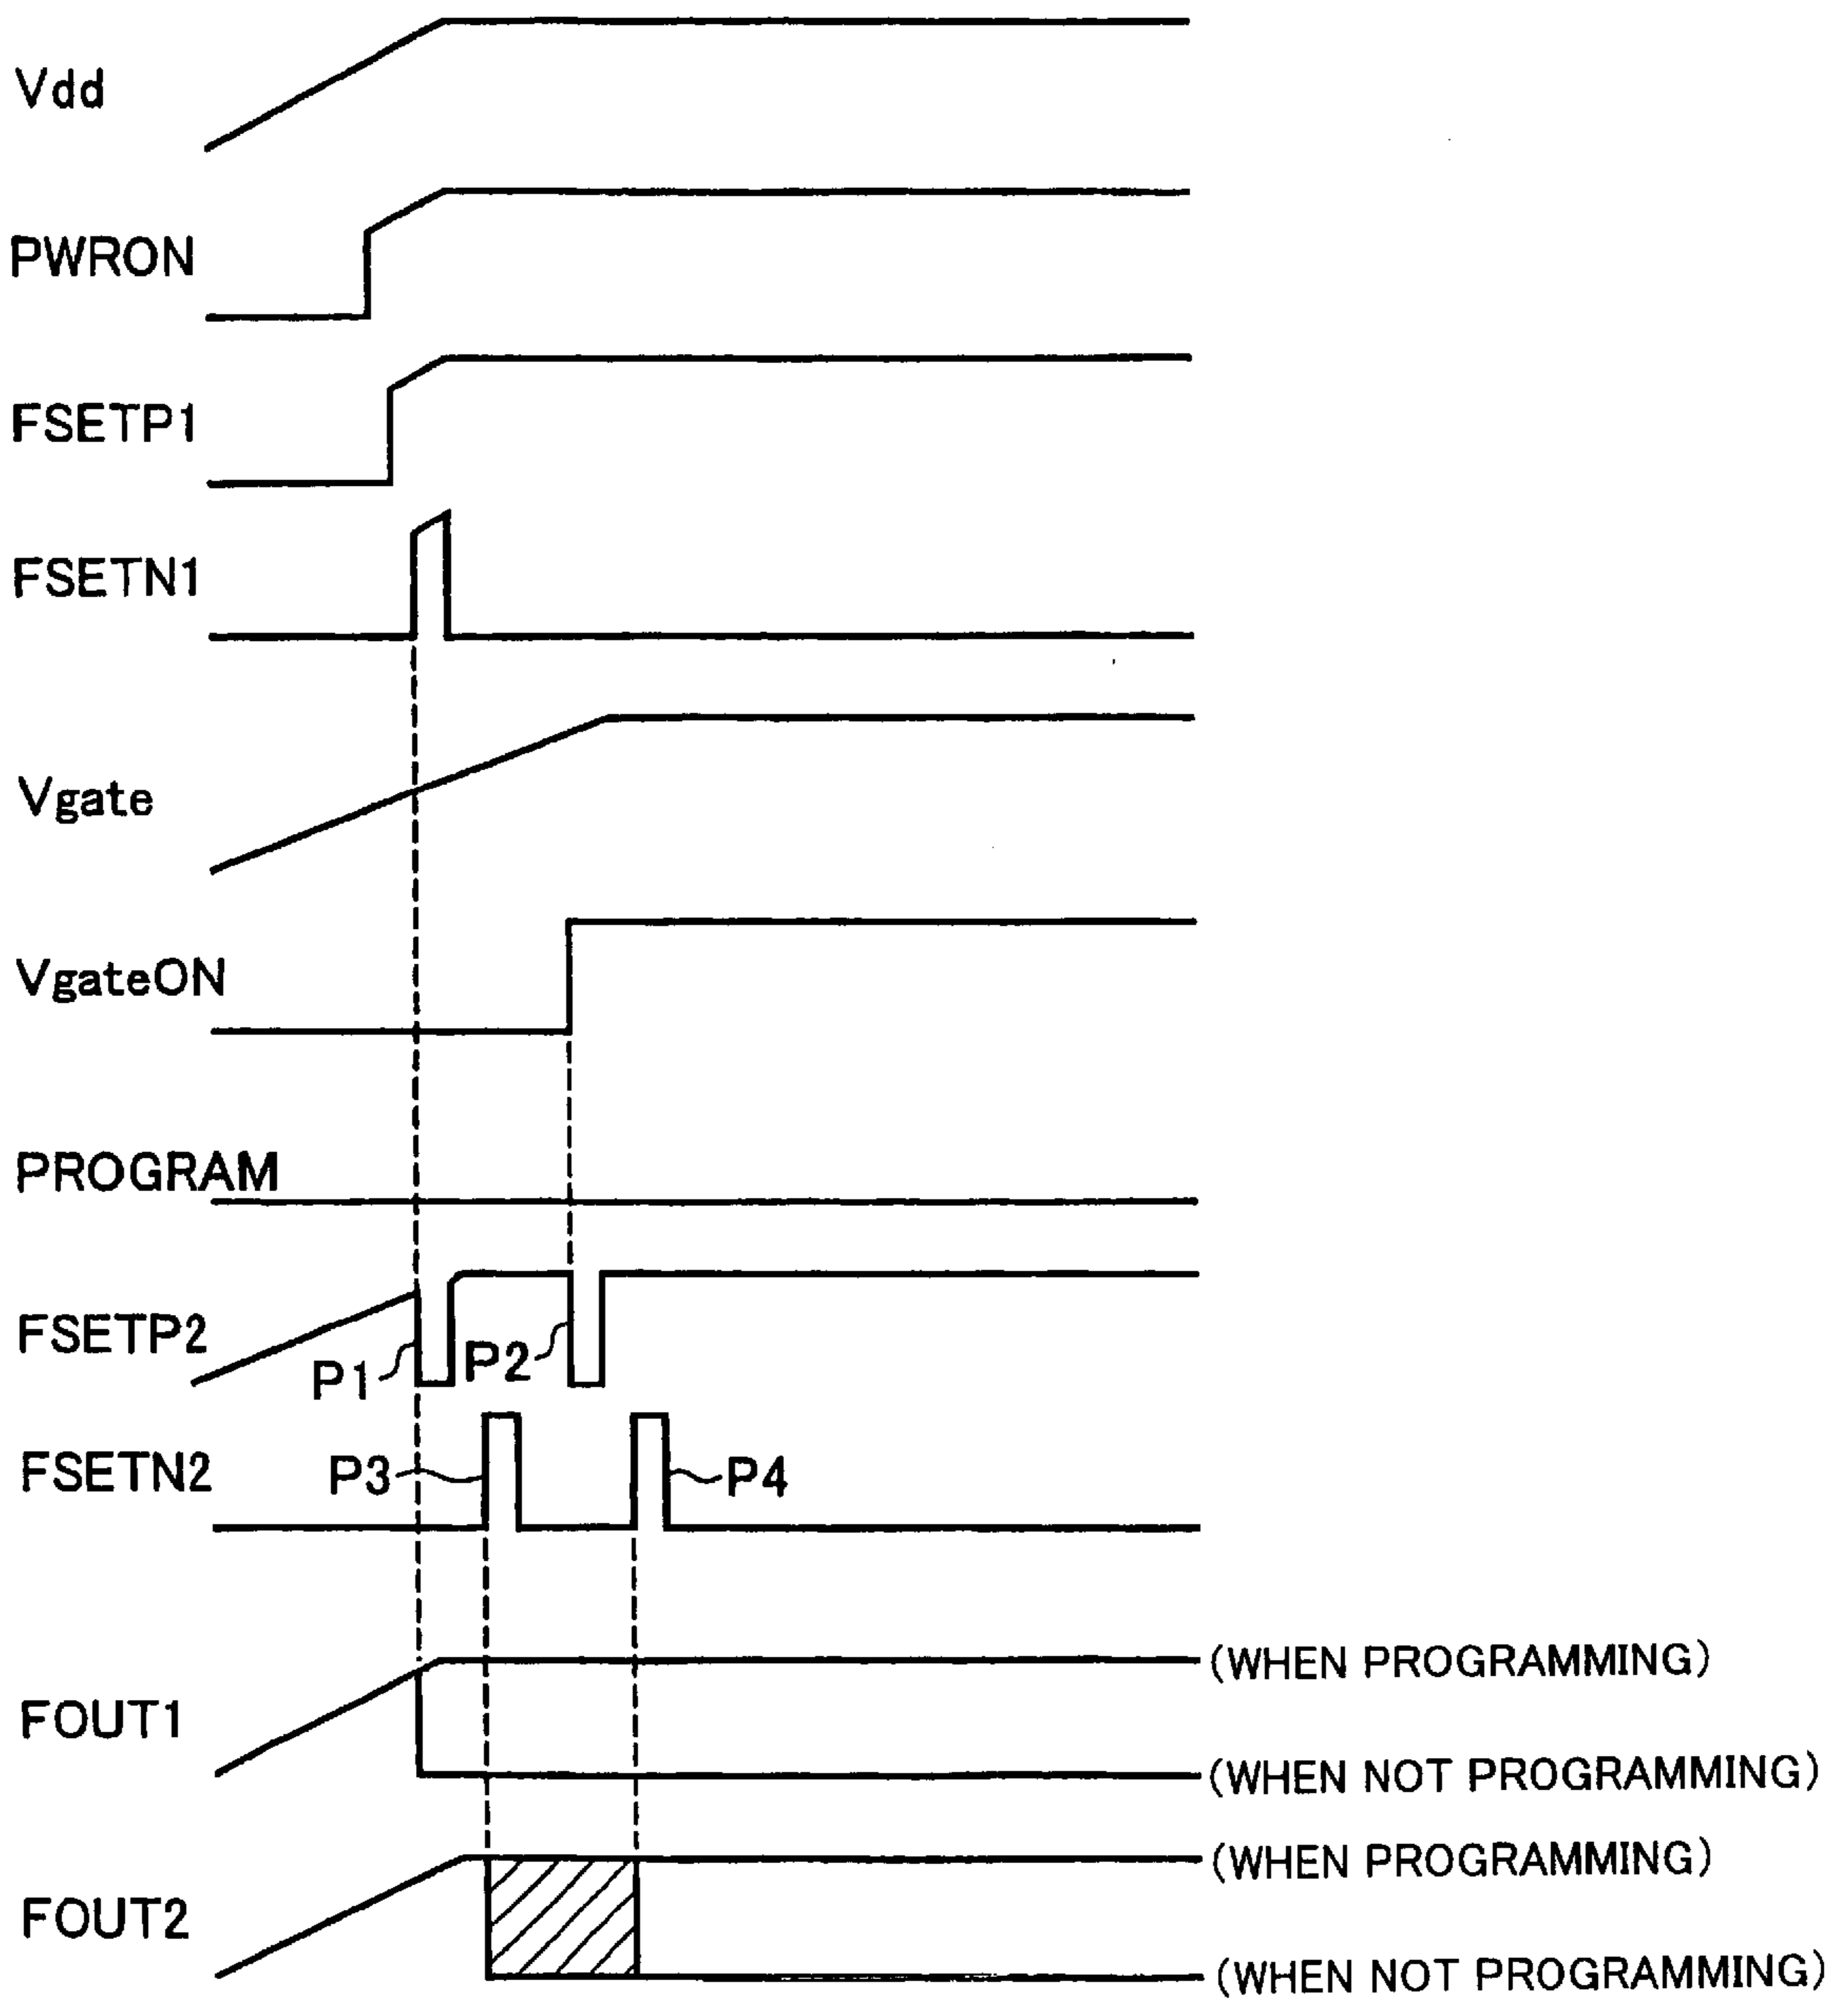 Vdd
PWRON
FSETP1
FSETN1
Vgate
VgateON
PROGRAM
FSETP2
P1
P2
FSETN2
P3
P4
FOUT1
(WHEN PROGRAMMING)
(WHEN NOT PROGRAMMING)
FOUT2
(WHEN PROGRAMMING)
(WHEN NOT PROGRAMMING)